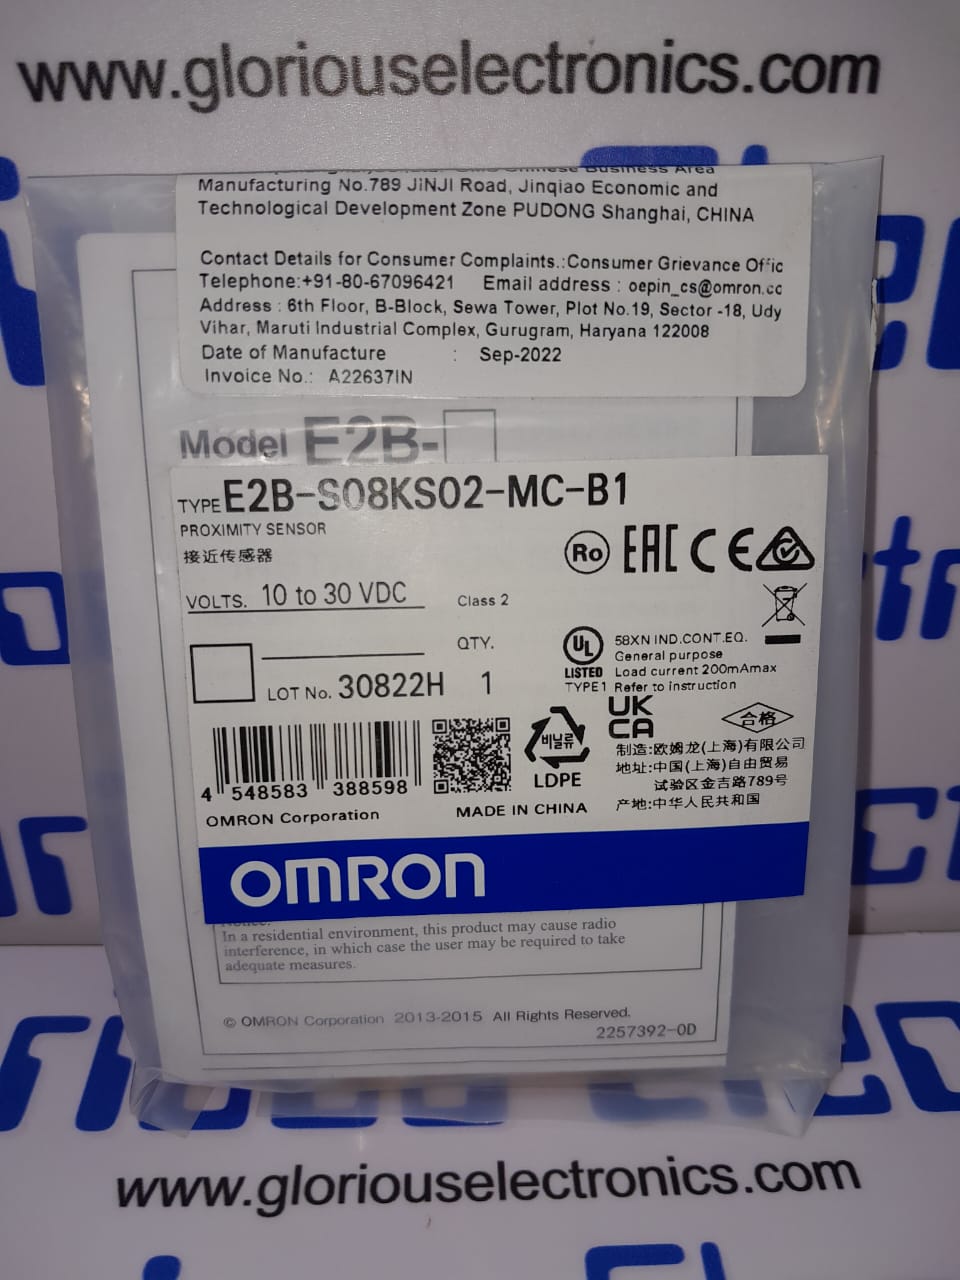 www.gloriouselectronics.com
Business Area
Manufacturing No.789 JiNJI Road, Jinqiao Economic and
Technological Development Zone PUDONG Shanghai, CHINA
Contact Details for Consumer Complaints.:Consumer Grievance Offic
Telephone:+91-80-67096421 Email address : oepin_cs@omron.cc
Address : 6th Floor, B-Block, Sewa Tower, Plot No.19, Sector -18, Udy
Vihar, Maruti Industrial Complex, Gurugram, Haryana 122008
Date of Manufacture : Sep-2022
Invoice No.: A22637IN
Model E2B-
TYPE E2B-S08KS02-MC-B1
PROXIMITY SENSOR
接近传感器
Ro EAC CE
VOLTS. 10 to 30 VDC Class 2
QTY.
LOT No. 30822H 1
UL LISTED TYPE1
58XN IND.CONT.EQ.
General purpose
Load current 200mAmax
Refer to instruction
UK CA
合格
비닐류
LDPE
制造:欧姆龙(上海)有限公司
地址:中国(上海)自由贸易
试验区金吉路789号
产地:中华人民共和国
4 548583 388598
OMRON Corporation
MADE IN CHINA
OMRON
Notice:
In a residential environment, this product may cause radio
interference, in which case the user may be required to take
adequate measures.
© OMRON Corporation 2013-2015 All Rights Reserved.
2257392-0D
www.gloriouselectronics.com